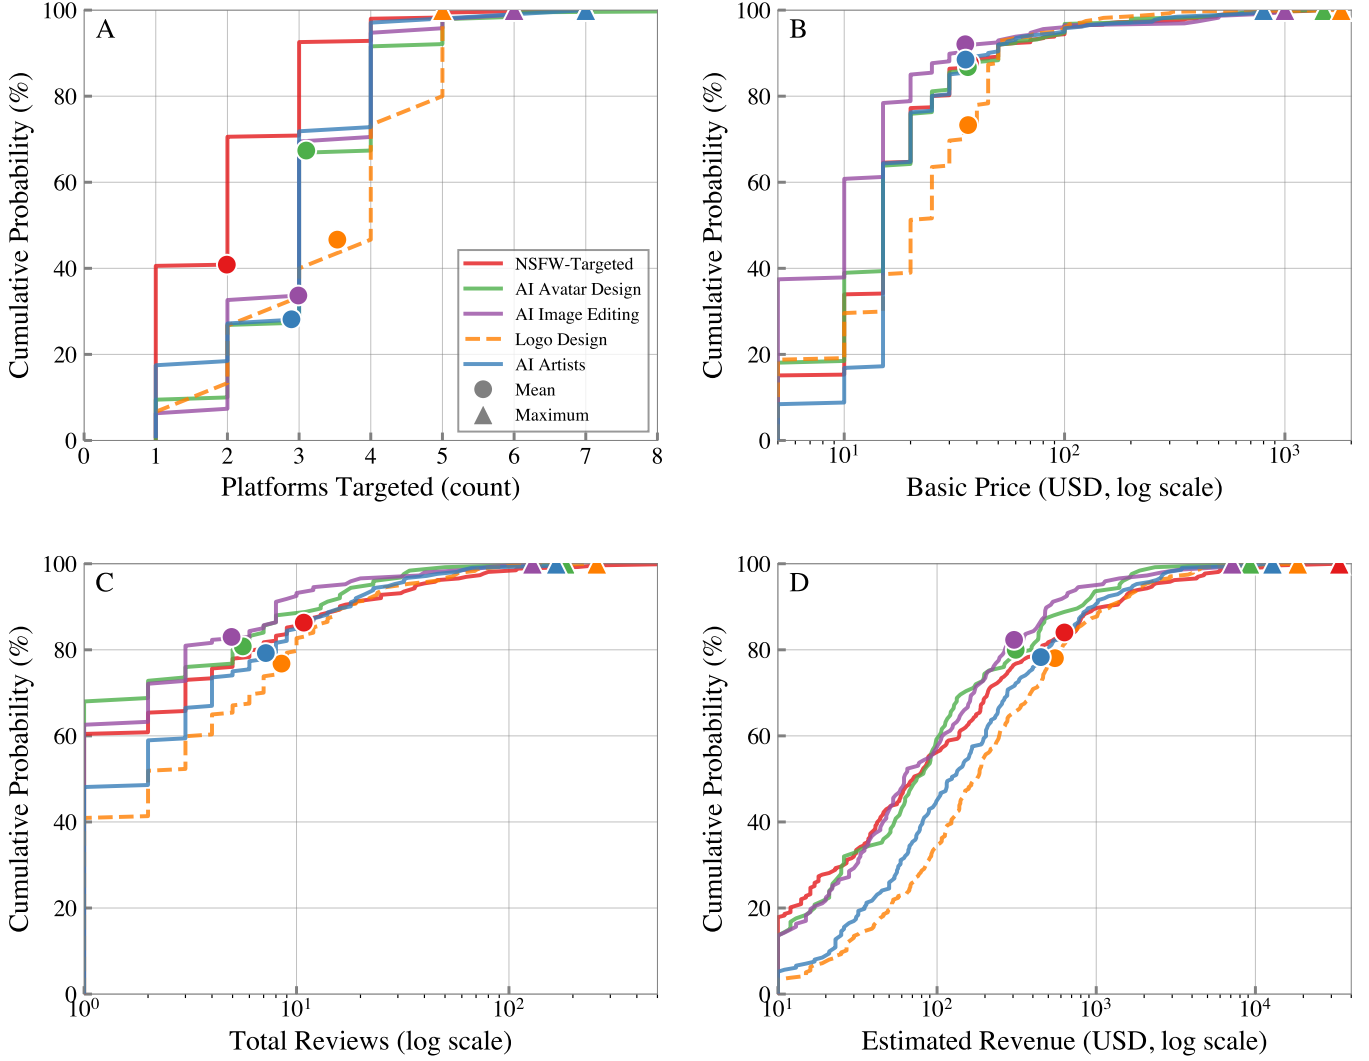 A
Cumulative Probability (%)
100
80
60
40
20
0
0 1 2 3 4 5 6 7 8
Platforms Targeted (count)
NSFW-Targeted
AI Avatar Design
AI Image Editing
Logo Design
AI Artists
Mean
Maximum
B
Cumulative Probability (%)
100
80
60
40
20
0
10¹ 10² 10³
Basic Price (USD, log scale)
C
Cumulative Probability (%)
100
80
60
40
20
0
10⁰ 10¹ 10²
Total Reviews (log scale)
D
Cumulative Probability (%)
100
80
60
40
20
0
10¹ 10² 10³ 10⁴
Estimated Revenue (USD, log scale)